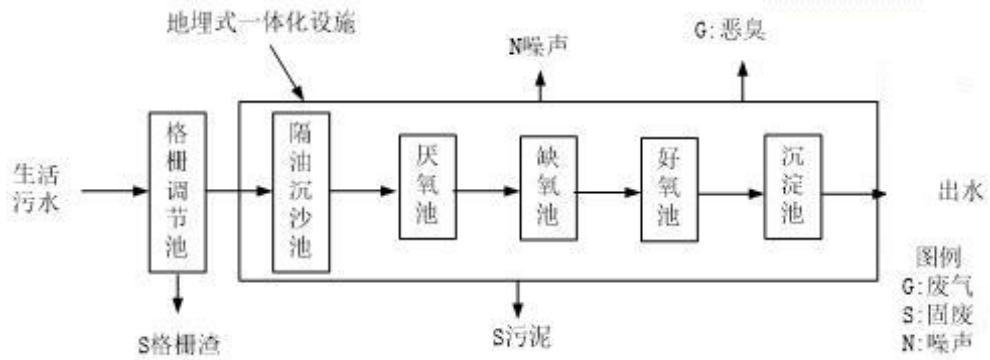 地埋式一体化设施
N噪声
G:恶臭
生活
污水
格栅调节池
隔油沉沙池
厌氧池
缺氧池
好氧池
沉淀池
出水
S格栅渣
S污泥
图例
G:废气
S:固废
N:噪声